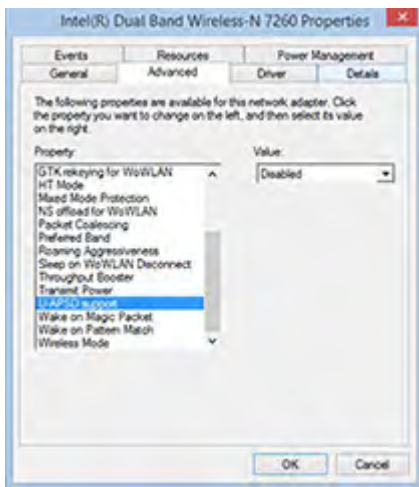 Intel(R) Dual Band Wireless-N 7260 Properties
Events Resources Power Management
General Advanced Driver Details
The following properties are available for this network adapter. Click
the property you want to change on the left, and then select its value
on the right.
Property: Value:
GTK rekeying for WoWLAN Disabled
HT Mode
Mixed Mode Protection
NS offload for WoWLAN
Packet Coalescing
Preferred Band
Roaming Aggressiveness
Sleep on WoWLAN Disconnect
Throughput Booster
Transmit Power
U-APSD support
Wake on Magic Packet
Wake on Pattern Match
Wireless Mode
OK Cancel